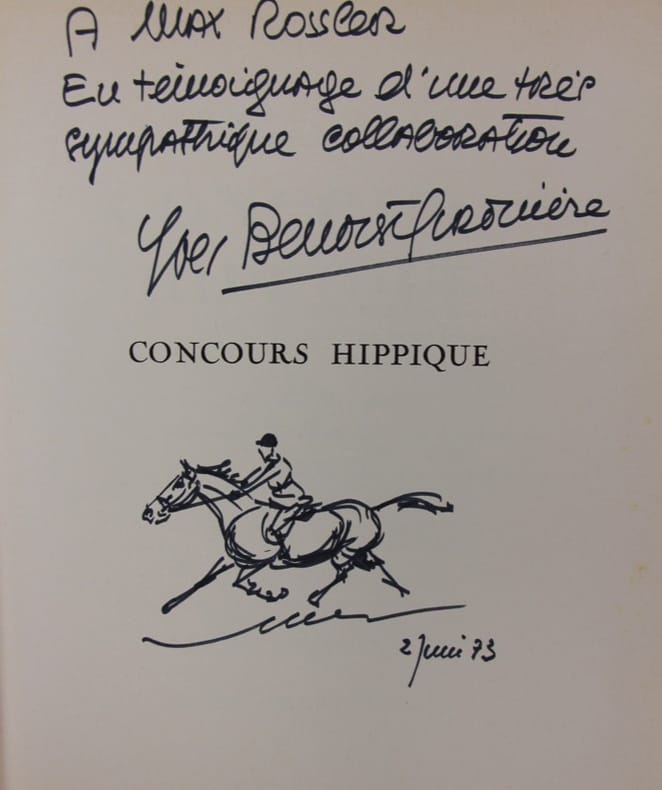 A Max Rossler
En témoignage d'une très
sympathique collaboration
Yves Benoist Gironière
CONCOURS HIPPIQUE
2 Juin 73